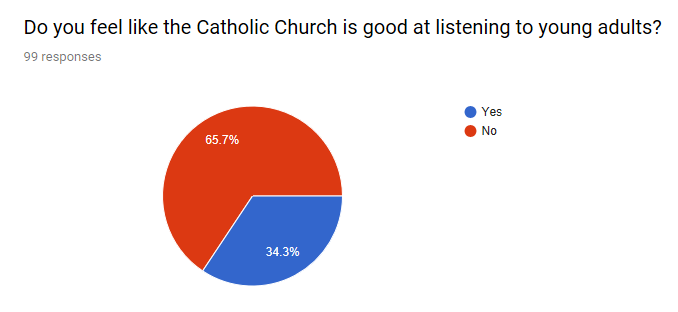 Do you feel like the Catholic Church is good at listening to young adults?
99 responses
Yes
No
65.7%
34.3%